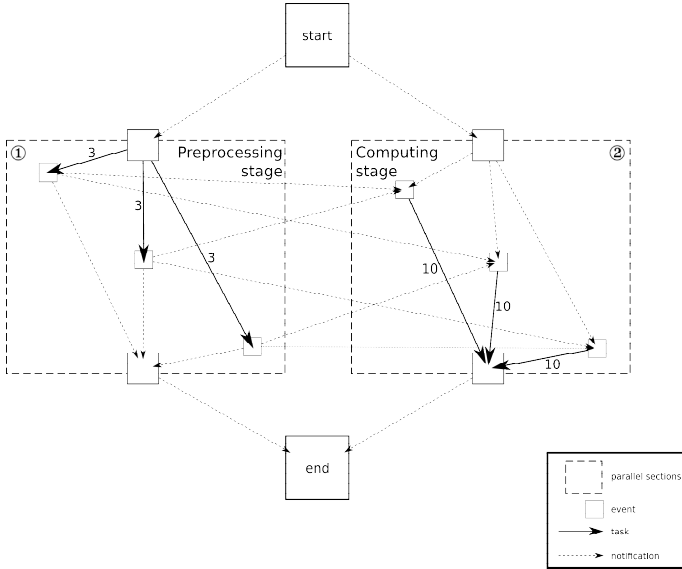 start
①
Preprocessing
stage
Computing
stage
②
3
3
3
10
10
10
end
parallel sections
event
task
notification